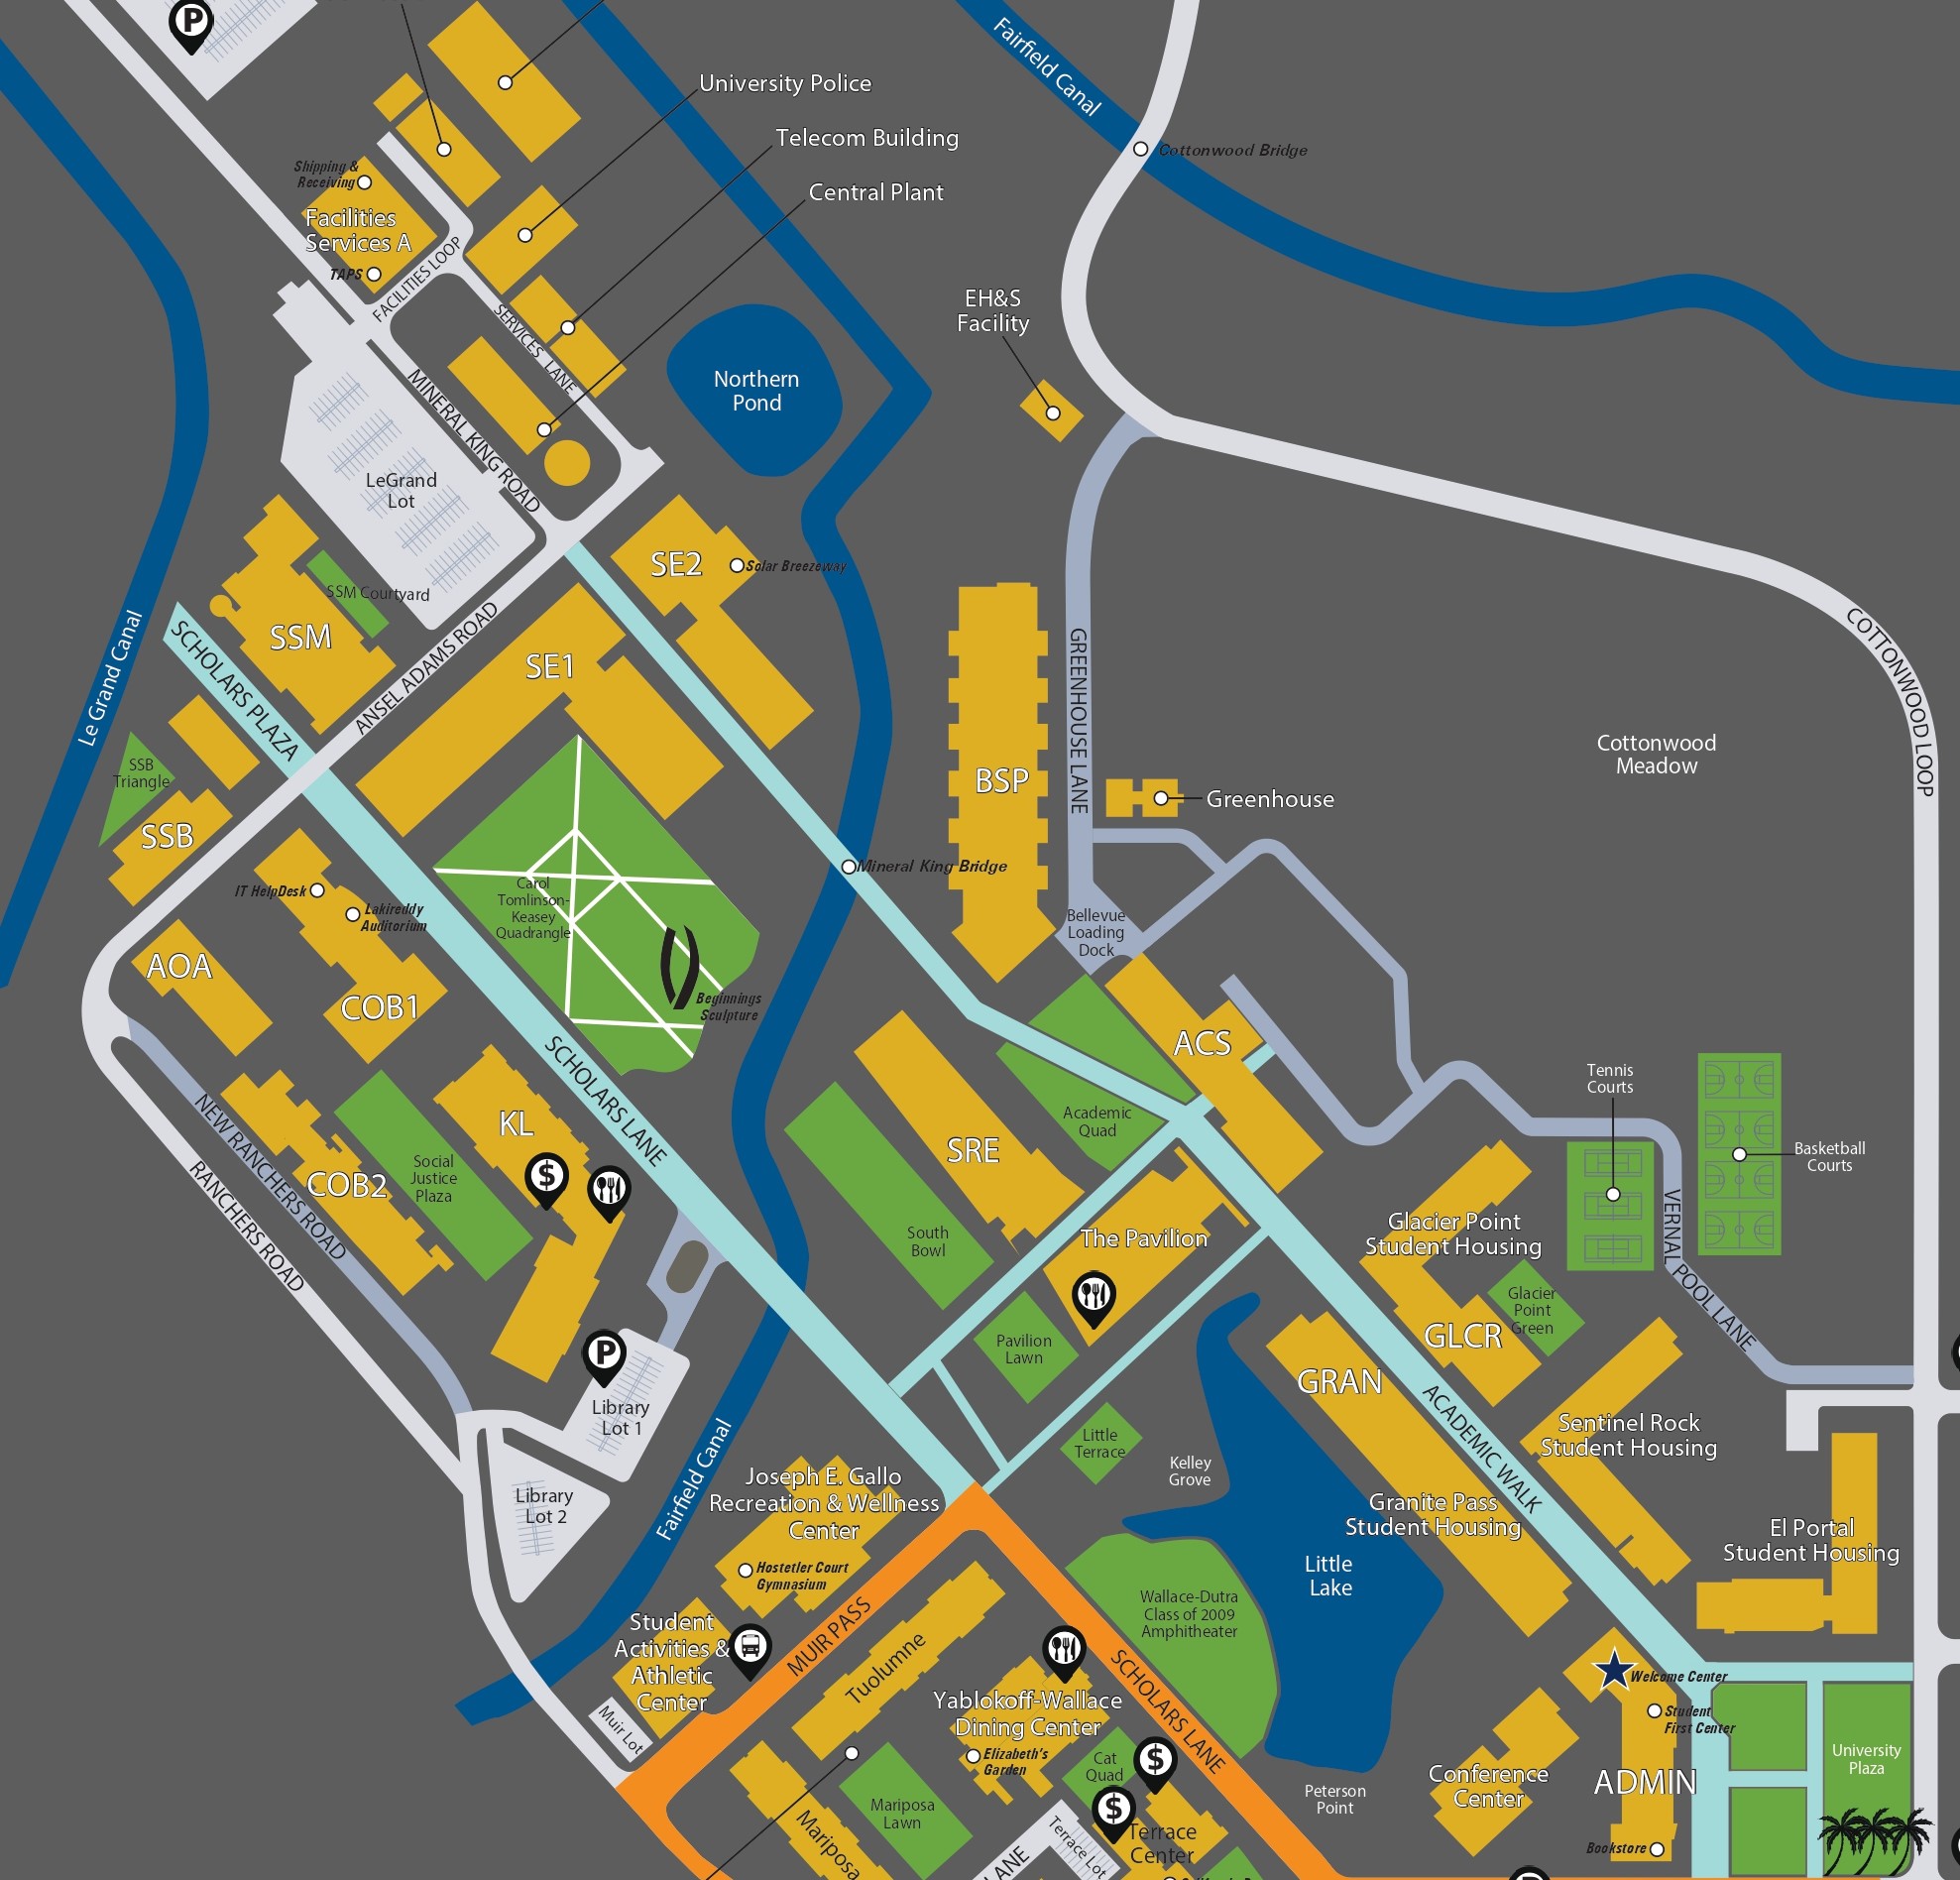 P
University Police
Telecom Building
Central Plant
Fairfield Canal
Cottonwood Bridge
Shipping &
Receiving
Facilities
Services A
TAPS
FACILITIES LOOP
SERVICES LANE
MINERAL KING ROAD
EH&S
Facility
Northern
Pond
LeGrand
Lot
SSM Courtyard
SSM
SE2
Solar Breezeway
SE1
Le Grand Canal
SCHOLARS PLAZA
ANSEL ADAMS ROAD
GREENHOUSE LANE
COTTONWOOD LOOP
Cottonwood
Meadow
SSB
Triangle
SSB
BSP
Greenhouse
Mineral King Bridge
Carol
Tomlinson-
Keasey
Quadrangle
IT HelpDesk
Lakireddy
Auditorium
Bellevue
Loading
Dock
AOA
COB1
Beginnings
Sculpture
ACS
SCHOLARS LANE
Academic
Quad
Tennis
Courts
Basketball
Courts
NEW RANCHERS ROAD
KL
SRE
$
Social
Justice
Plaza
COB2
RANCHERS ROAD
South
Bowl
The Pavilion
Glacier Point
Student Housing
VERNAL POOL LANE
Glacier
Point
Green
GLCR
P
Pavilion
Lawn
GRAN
Library
Lot 1
Little
Terrace
ACADEMIC WALK
Sentinel Rock
Student Housing
Fairfield Canal
Kelley
Grove
Joseph E. Gallo
Recreation & Wellness
Center
Library
Lot 2
Granite Pass
Student Housing
El Portal
Student Housing
Hostetler Court
Gymnasium
Little
Lake
Wallace-Dutra
Class of 2009
Amphitheater
Student
Activities &
Athletic
Center
MUIR PASS
Tuolumne
SCHOLARS LANE
Welcome Center
Yablokoff-Wallace
Dining Center
Student
First Center
Muir Lot
Elizabeth's
Garden
Cat
Quad
$
University
Plaza
Conference
Center
ADMIN
Peterson
Point
Mariposa
Lawn
$
Mariposa
Terrace
Center
Terrace Lot
LANE
Bookstore